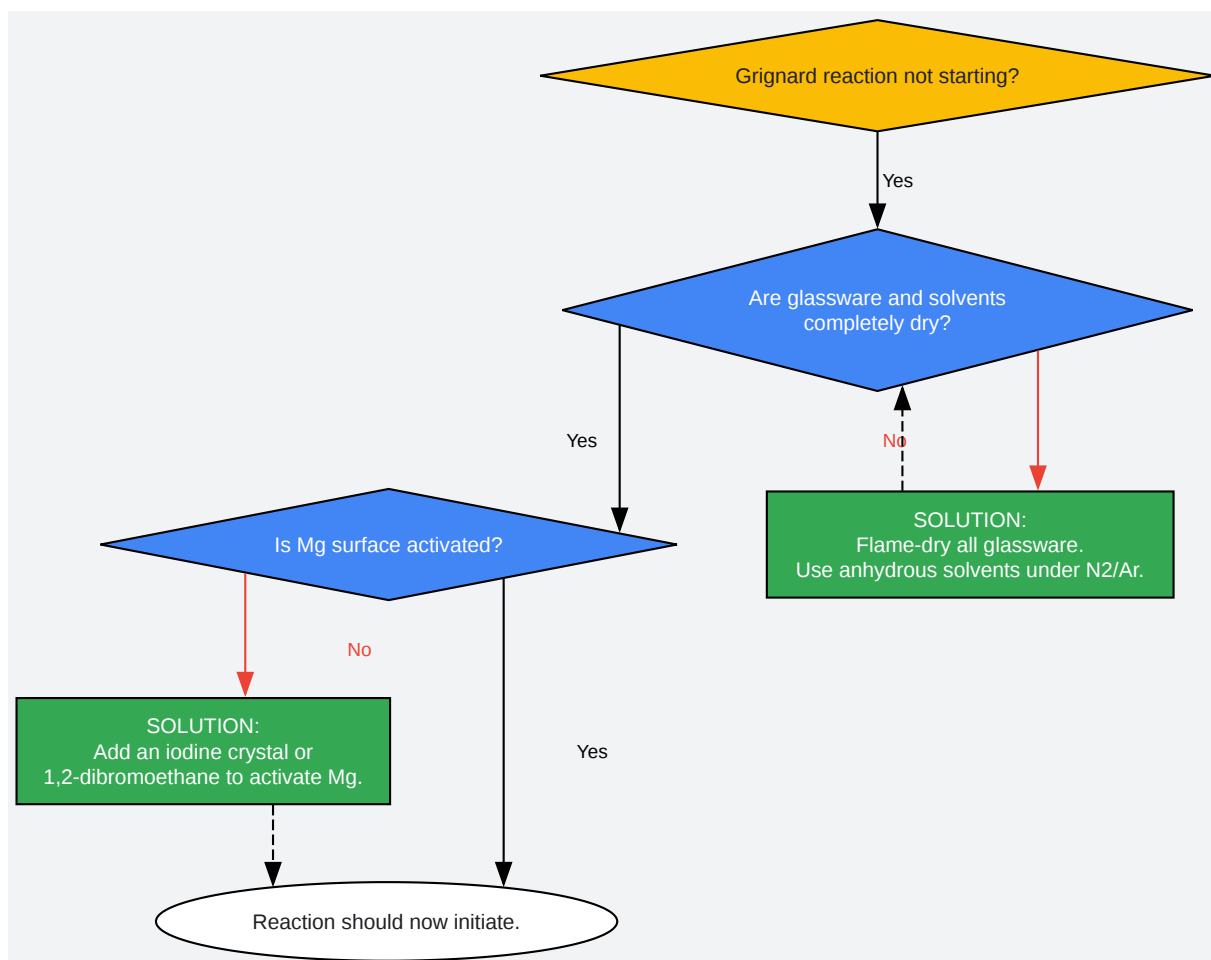 Grignard reaction not starting?
Yes
Are glassware and solvents
completely dry?
Yes
No
SOLUTION:
Flame-dry all glassware.
Use anhydrous solvents under N2/Ar.
Is Mg surface activated?
No
SOLUTION:
Add an iodine crystal or
1,2-dibromoethane to activate Mg.
Yes
Reaction should now initiate.